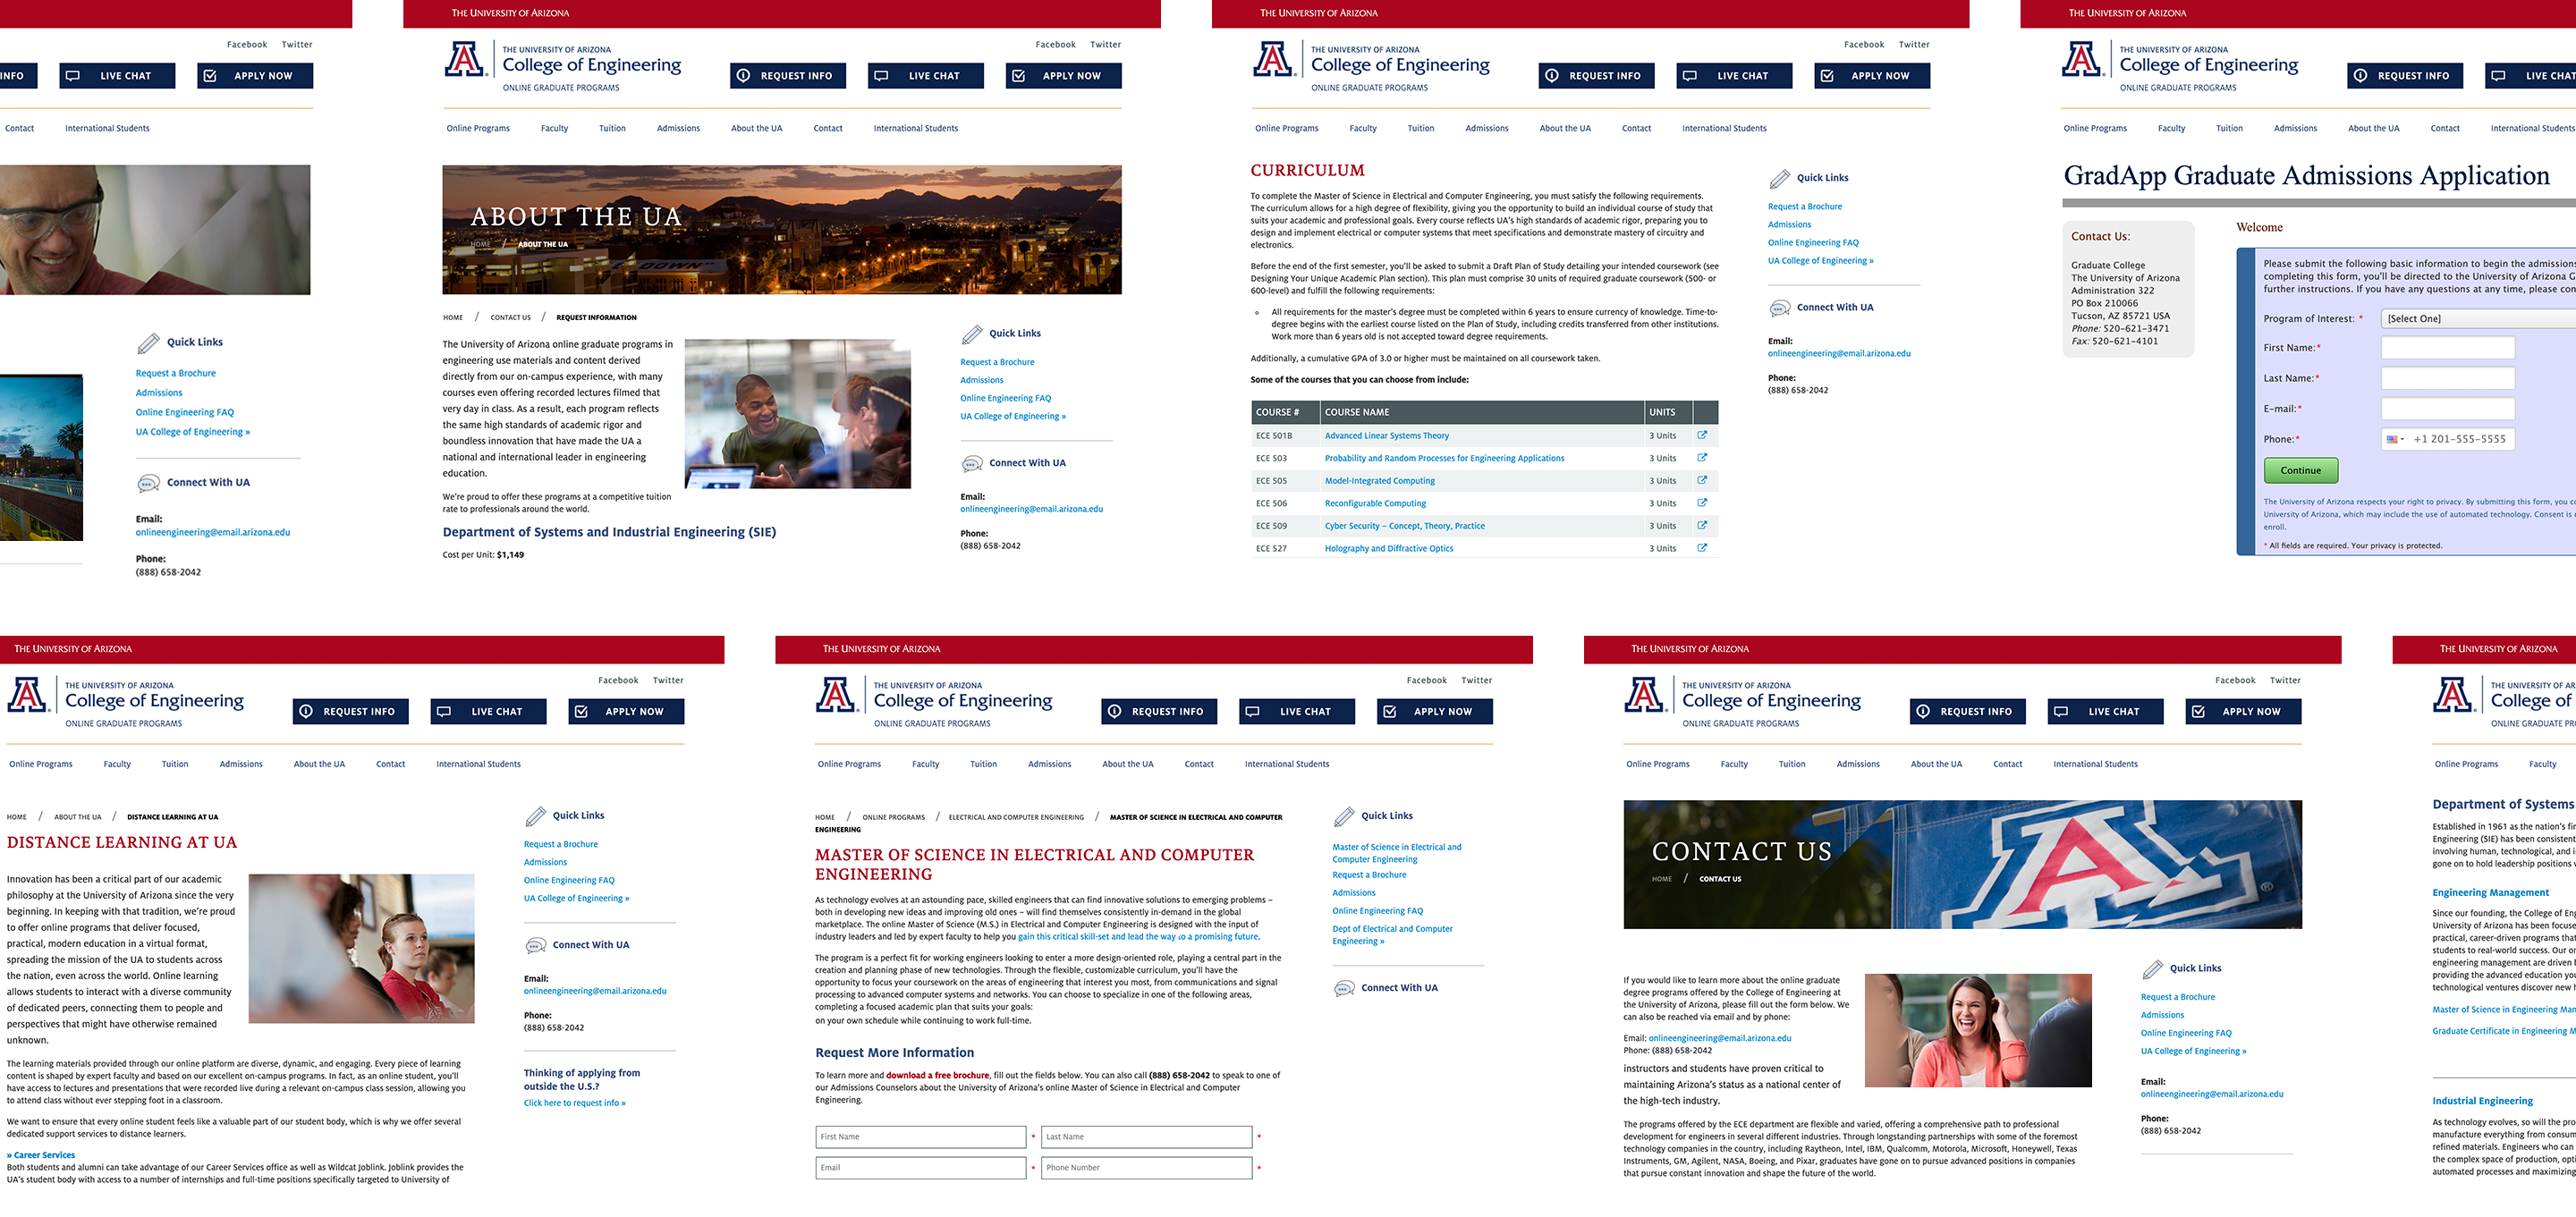 THE UNIVERSITY OF ARIZONA
Facebook Twitter
INFO
LIVE CHAT
APPLY NOW
Contact International Students
Quick Links
Request a Brochure
Admissions
Online Engineering FAQ
UA College of Engineering »
Connect With UA
Email:
onlineengineering@email.arizona.edu
Phone:
(888) 658-2042
THE UNIVERSITY OF ARIZONA
College of Engineering
ONLINE GRADUATE PROGRAMS
Facebook Twitter
REQUEST INFO
LIVE CHAT
APPLY NOW
Online Programs Faculty Tuition Admissions About the UA Contact International Students
ABOUT THE UA
HOME / ABOUT THE UA
HOME / CONTACT US / REQUEST INFORMATION
The University of Arizona online graduate programs in
engineering use materials and content derived
directly from our on-campus experience, with many
courses even offering recorded lectures filmed that
very day in class. As a result, each program reflects
the same high standards of academic rigor and
boundless innovation that have made the UA a
national and international leader in engineering
education.
We're proud to offer these programs at a competitive tuition
rate to professionals around the world.
Department of Systems and Industrial Engineering (SIE)
Cost per Unit: $1,149
Quick Links
Request a Brochure
Admissions
Online Engineering FAQ
UA College of Engineering »
Connect With UA
Email:
onlineengineering@email.arizona.edu
Phone:
(888) 658-2042
THE UNIVERSITY OF ARIZONA
THE UNIVERSITY OF ARIZONA
College of Engineering
ONLINE GRADUATE PROGRAMS
Facebook Twitter
REQUEST INFO
LIVE CHAT
APPLY NOW
Online Programs Faculty Tuition Admissions About the UA Contact International Students
CURRICULUM
To complete the Master of Science in Electrical and Computer Engineering, you must satisfy the following requirements.
The curriculum allows for a high degree of flexibility, giving you the opportunity to build an individual course of study that
suits your academic and professional goals. Every course reflects UA's high standards of academic rigor, preparing you to
design and implement electrical or computer systems that meet specifications and demonstrate mastery of circuitry and
electronics.
Before the end of the first semester, you'll be asked to submit a Draft Plan of Study detailing your intended coursework (see
Designing Your Unique Academic Plan section). This plan must comprise 30 units of required graduate coursework (500- or
600-level) and fulfill the following requirements:
All requirements for the master's degree must be completed within 6 years to ensure currency of knowledge. Time-to-
degree begins with the earliest course listed on the Plan of Study, including credits transferred from other institutions.
Work more than 6 years old is not accepted toward degree requirements.
Additionally, a cumulative GPA of 3.0 or higher must be maintained on all coursework taken.
Some of the courses that you can choose from include:
COURSE # COURSE NAME UNITS
ECE 501B Advanced Linear Systems Theory 3 Units
ECE 503 Probability and Random Processes for Engineering Applications 3 Units
ECE 505 Model-Integrated Computing 3 Units
ECE 506 Reconfigurable Computing 3 Units
ECE 509 Cyber Security – Concept, Theory, Practice 3 Units
ECE 527 Holography and Diffractive Optics 3 Units
Quick Links
Request a Brochure
Admissions
Online Engineering FAQ
UA College of Engineering »
Connect With UA
Email:
onlineengineering@email.arizona.edu
Phone:
(888) 658-2042
THE UNIVERSITY OF ARIZONA
THE UNIVERSITY OF ARIZONA
College of Engineering
ONLINE GRADUATE PROGRAMS
REQUEST INFO
LIVE CHAT
Online Programs Faculty Tuition Admissions About the UA Contact International Students
GradApp Graduate Admissions Application
Contact Us:
Graduate College
The University of Arizona
Administration 322
PO Box 210066
Tucson, AZ 85721 USA
Phone: 520-621-3471
Fax: 520-621-4101
Welcome
Please submit the following basic information to begin the admissions
completing this form, you'll be directed to the University of Arizona G
further instructions. If you have any questions at any time, please con
Program of Interest: * [Select One]
First Name:*
Last Name:*
E-mail:*
Phone:* +1 201-555-5555
Continue
The University of Arizona respects your right to privacy. By submitting this form, you co
University of Arizona, which may include the use of automated technology. Consent is
enroll.
* All fields are required. Your privacy is protected.
THE UNIVERSITY OF ARIZONA
THE UNIVERSITY OF ARIZONA
College of Engineering
ONLINE GRADUATE PROGRAMS
Facebook Twitter
REQUEST INFO
LIVE CHAT
APPLY NOW
Online Programs Faculty Tuition Admissions About the UA Contact International Students
HOME / ABOUT THE UA / DISTANCE LEARNING AT UA
DISTANCE LEARNING AT UA
Innovation has been a critical part of our academic
philosophy at the University of Arizona since the very
beginning. In keeping with that tradition, we're proud
to offer online programs that deliver focused,
practical, modern education in a virtual format,
spreading the mission of the UA to students across
the nation, even across the world. Online learning
allows students to interact with a diverse community
of dedicated peers, connecting them to people and
perspectives that might have otherwise remained
unknown.
The learning materials provided through our online platform are diverse, dynamic, and engaging. Every piece of learning
content is shaped by expert faculty and based on our excellent on-campus programs. In fact, as an online student, you'll
have access to lectures and presentations that were recorded live during a relevant on-campus class session, allowing you
to attend class without ever stepping foot in a classroom.
We want to ensure that every online student feels like a valuable part of our student body, which is why we offer several
dedicated support services to distance learners.
» Career Services
Both students and alumni can take advantage of our Career Services office as well as Wildcat Joblink. Joblink provides the
UA's student body with access to a number of internships and full-time positions specifically targeted to University of
Quick Links
Request a Brochure
Admissions
Online Engineering FAQ
UA College of Engineering »
Connect With UA
Email:
onlineengineering@email.arizona.edu
Phone:
(888) 658-2042
Thinking of applying from
outside the U.S.?
Click here to request info »
THE UNIVERSITY OF ARIZONA
THE UNIVERSITY OF ARIZONA
College of Engineering
ONLINE GRADUATE PROGRAMS
Facebook Twitter
REQUEST INFO
LIVE CHAT
APPLY NOW
Online Programs Faculty Tuition Admissions About the UA Contact International Students
HOME / ONLINE PROGRAMS / ELECTRICAL AND COMPUTER ENGINEERING / MASTER OF SCIENCE IN ELECTRICAL AND COMPUTER
ENGINEERING
MASTER OF SCIENCE IN ELECTRICAL AND COMPUTER
ENGINEERING
As technology evolves at an astounding pace, skilled engineers that can find innovative solutions to emerging problems –
both in developing new ideas and improving old ones – will find themselves consistently in-demand in the global
marketplace. The online Master of Science (M.S.) in Electrical and Computer Engineering is designed with the input of
industry leaders and led by expert faculty to help you gain this critical skill-set and lead the way to a promising future.
The program is a perfect fit for working engineers looking to enter a more design-oriented role, playing a central part in the
creation and planning phase of new technologies. Through the flexible, customizable curriculum, you'll have the
opportunity to focus your coursework on the areas of engineering that interest you most, from communications and signal
processing to advanced computer systems and networks. You can choose to specialize in one of the following areas,
completing a focused academic plan that suits your goals:
on your own schedule while continuing to work full-time.
Request More Information
To learn more and download a free brochure, fill out the fields below. You can also call (888) 658-2042 to speak to one of
our Admissions Counselors about the University of Arizona's online Master of Science in Electrical and Computer
Engineering.
First Name * Last Name *
Email * Phone Number *
Quick Links
Master of Science in Electrical and
Computer Engineering
Request a Brochure
Admissions
Online Engineering FAQ
Dept of Electrical and Computer
Engineering »
Connect With UA
THE UNIVERSITY OF ARIZONA
THE UNIVERSITY OF ARIZONA
College of Engineering
ONLINE GRADUATE PROGRAMS
Facebook Twitter
REQUEST INFO
LIVE CHAT
APPLY NOW
Online Programs Faculty Tuition Admissions About the UA Contact International Students
CONTACT US
HOME / CONTACT US
If you would like to learn more about the online graduate
degree programs offered by the College of Engineering at
the University of Arizona, please fill out the form below. We
can also be reached via email and by phone:
Email: onlineengineering@email.arizona.edu
Phone: (888) 658-2042
instructors and students have proven critical to
maintaining Arizona's status as a national center of
the high-tech industry.
The programs offered by the ECE department are flexible and varied, offering a comprehensive path to professional
development for engineers in several different industries. Through longstanding partnerships with some of the foremost
technology companies in the country, including Raytheon, Intel, IBM, Qualcomm, Motorola, Microsoft, Honeywell, Texas
Instruments, GM, Agilent, NASA, Boeing, and Pixar, graduates have gone on to pursue advanced positions in companies
that pursue constant innovation and shape the future of the world.
Quick Links
Request a Brochure
Admissions
Online Engineering FAQ
UA College of Engineering »
Email:
onlineengineering@email.arizona.edu
Phone:
(888) 658-2042
THE UNIVERSITY OF ARIZONA
THE UNIVERSITY OF AR
College of
ONLINE GRADUATE PRO
Online Programs Faculty
Department of Systems
Established in 1961 as the nation's fir
Engineering (SIE) has been consistent
involving human, technological, and i
gone on to hold leadership positions
Engineering Management
Since our founding, the College of Eng
University of Arizona has been focuse
practical, career-driven programs that
students to real-world success. Our on
engineering management are driven
providing the advanced education you
technological ventures discover new
Master of Science in Engineering Man
Graduate Certificate in Engineering M
Industrial Engineering
As technology evolves, so will the pro
manufacture everything from consum
refined materials. Engineers who can
the complex space of production, opti
automated processes and maximizing